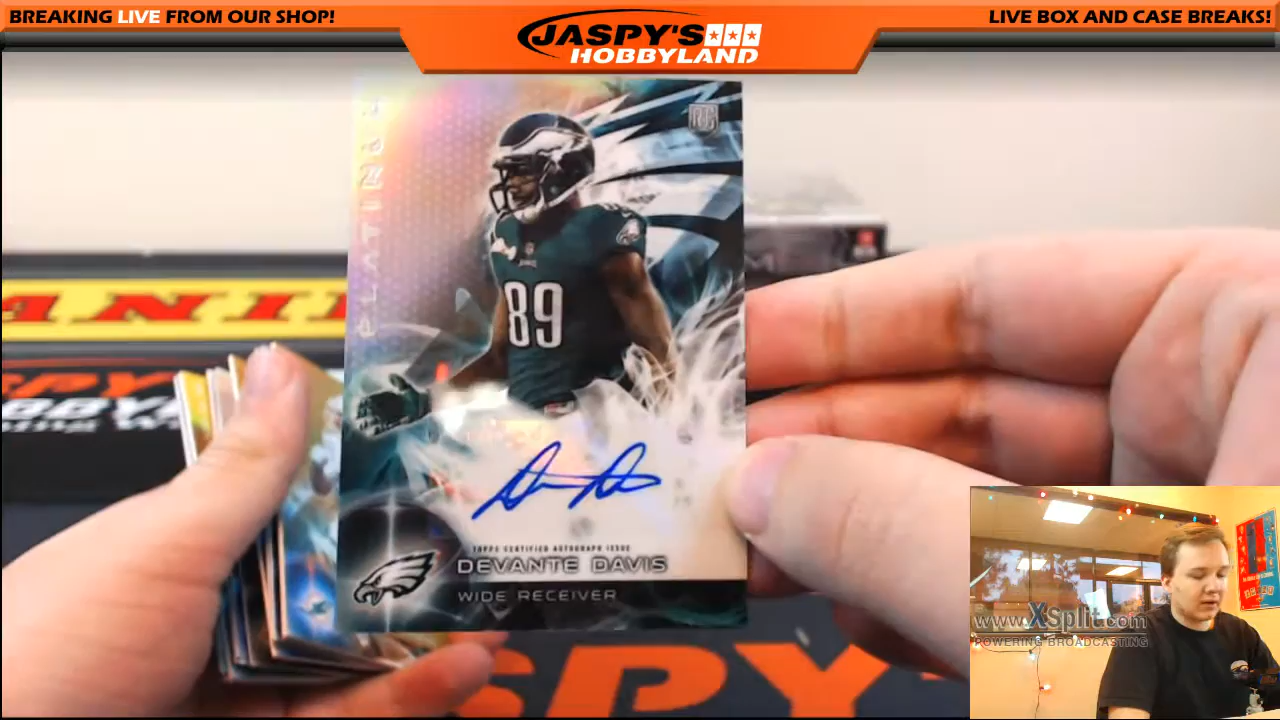 BREAKING LIVE FROM OUR SHOP!
JASPY'S
HOBBYLAND
LIVE BOX AND CASE BREAKS!
PLATINUM
RC
89
TOPPS CERTIFIED AUTOGRAPH ISSUE
DEVANTE DAVIS
WIDE RECEIVER
www.XSplit.com
POWERING BROADCASTING